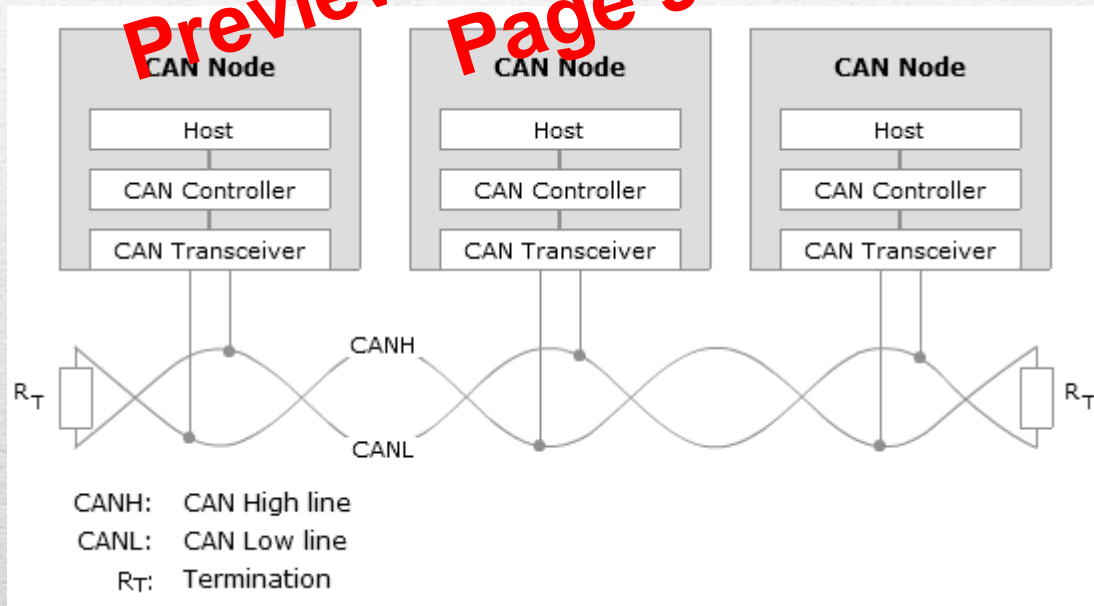 Preview
Page
CAN Node
CAN Node
CAN Node
Host
Host
Host
CAN Controller
CAN Controller
CAN Controller
CAN Transceiver
CAN Transceiver
CAN Transceiver
CANH
RT
RT
CANL
CANH: CAN High line
CANL: CAN Low line
RT: Termination